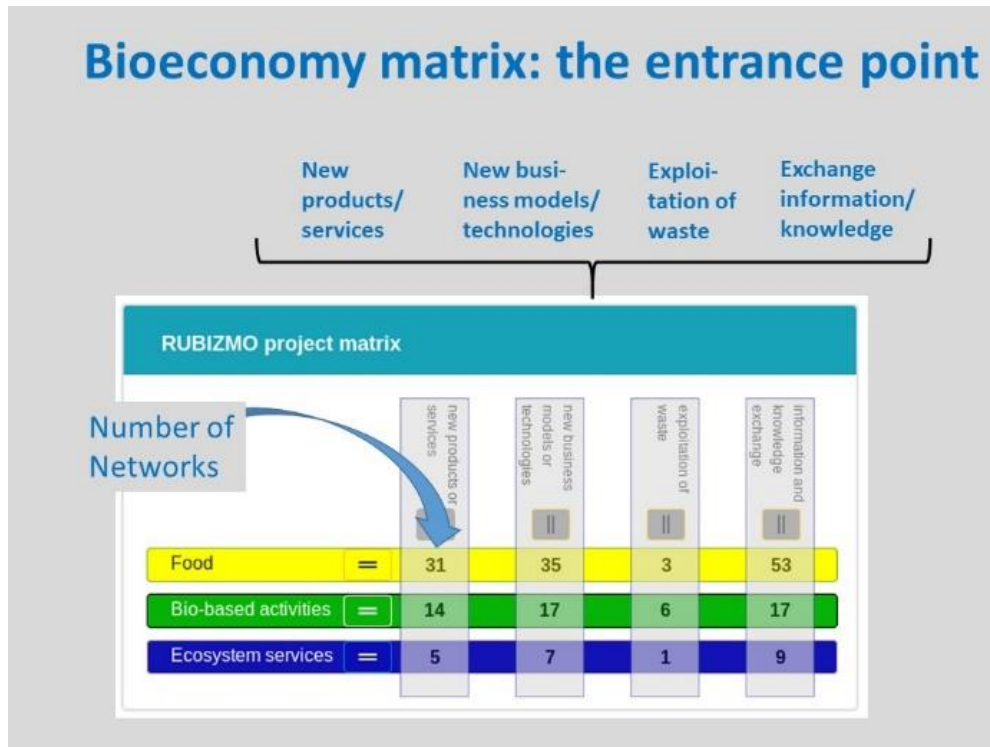 Bioeconomy matrix: the entrance point
New
products/
services
New busi-
ness models/
technologies
Exploi-
tation of
waste
Exchange
information/
knowledge
RUBIZMO project matrix
Number of
Networks
new products or
services
new business
models or
technologies
exploitation of
waste
information and
knowledge
exchange
Food = 31 35 3 53
Bio-based activities = 14 17 6 17
Ecosystem services = 5 7 1 9